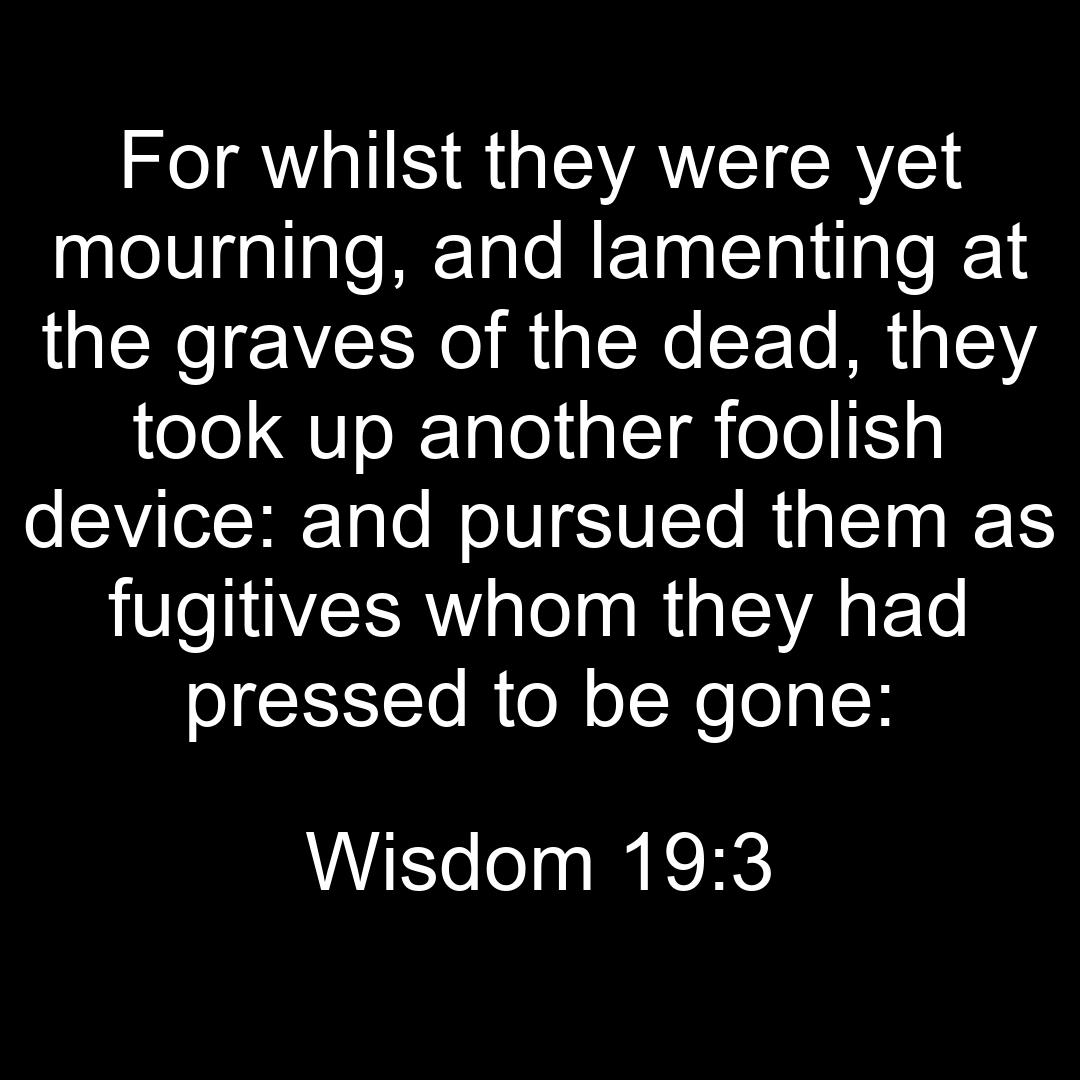 For whilst they were yet
mourning, and lamenting at
the graves of the dead, they
took up another foolish
device: and pursued them as
fugitives whom they had
pressed to be gone:
Wisdom 19:3